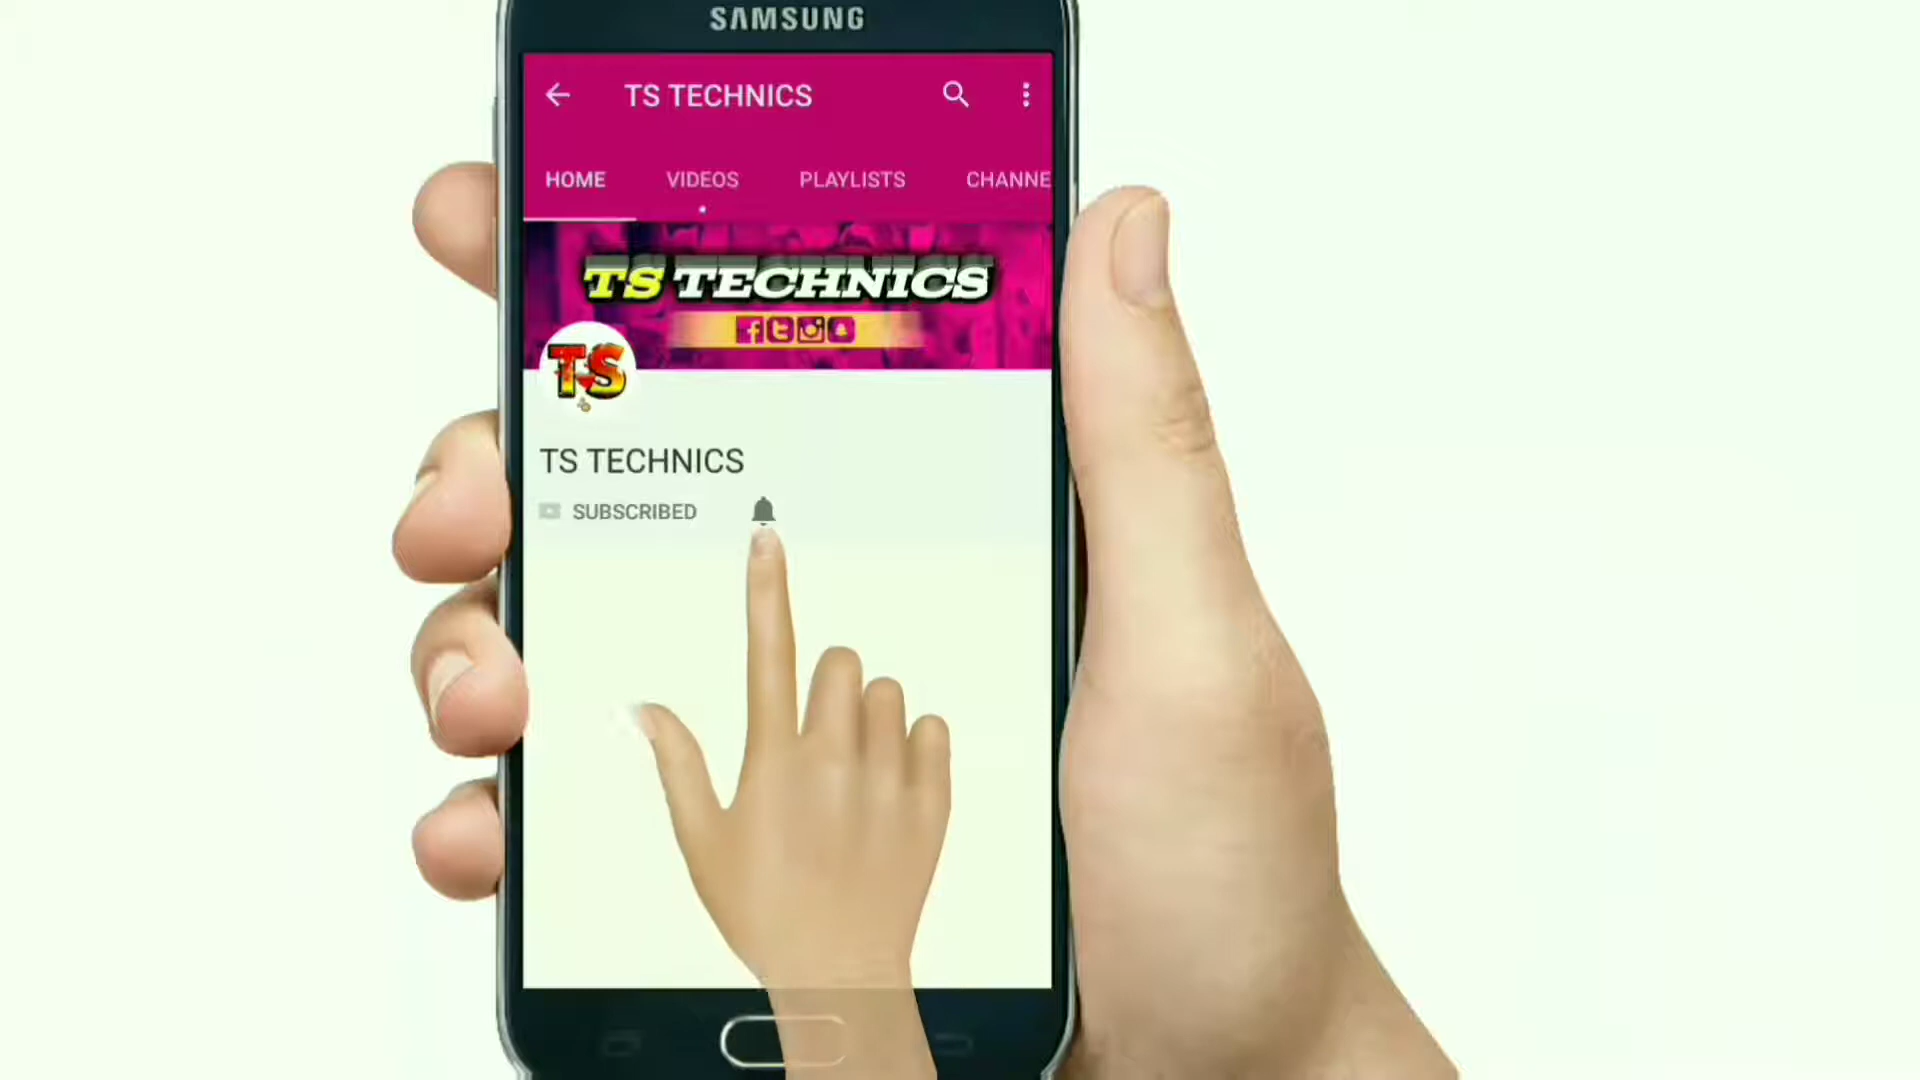 SAMSUNG
TS TECHNICS
HOME VIDEOS PLAYLISTS CHANNE
TS TECHNICS
TS
TS TECHNICS
SUBSCRIBED